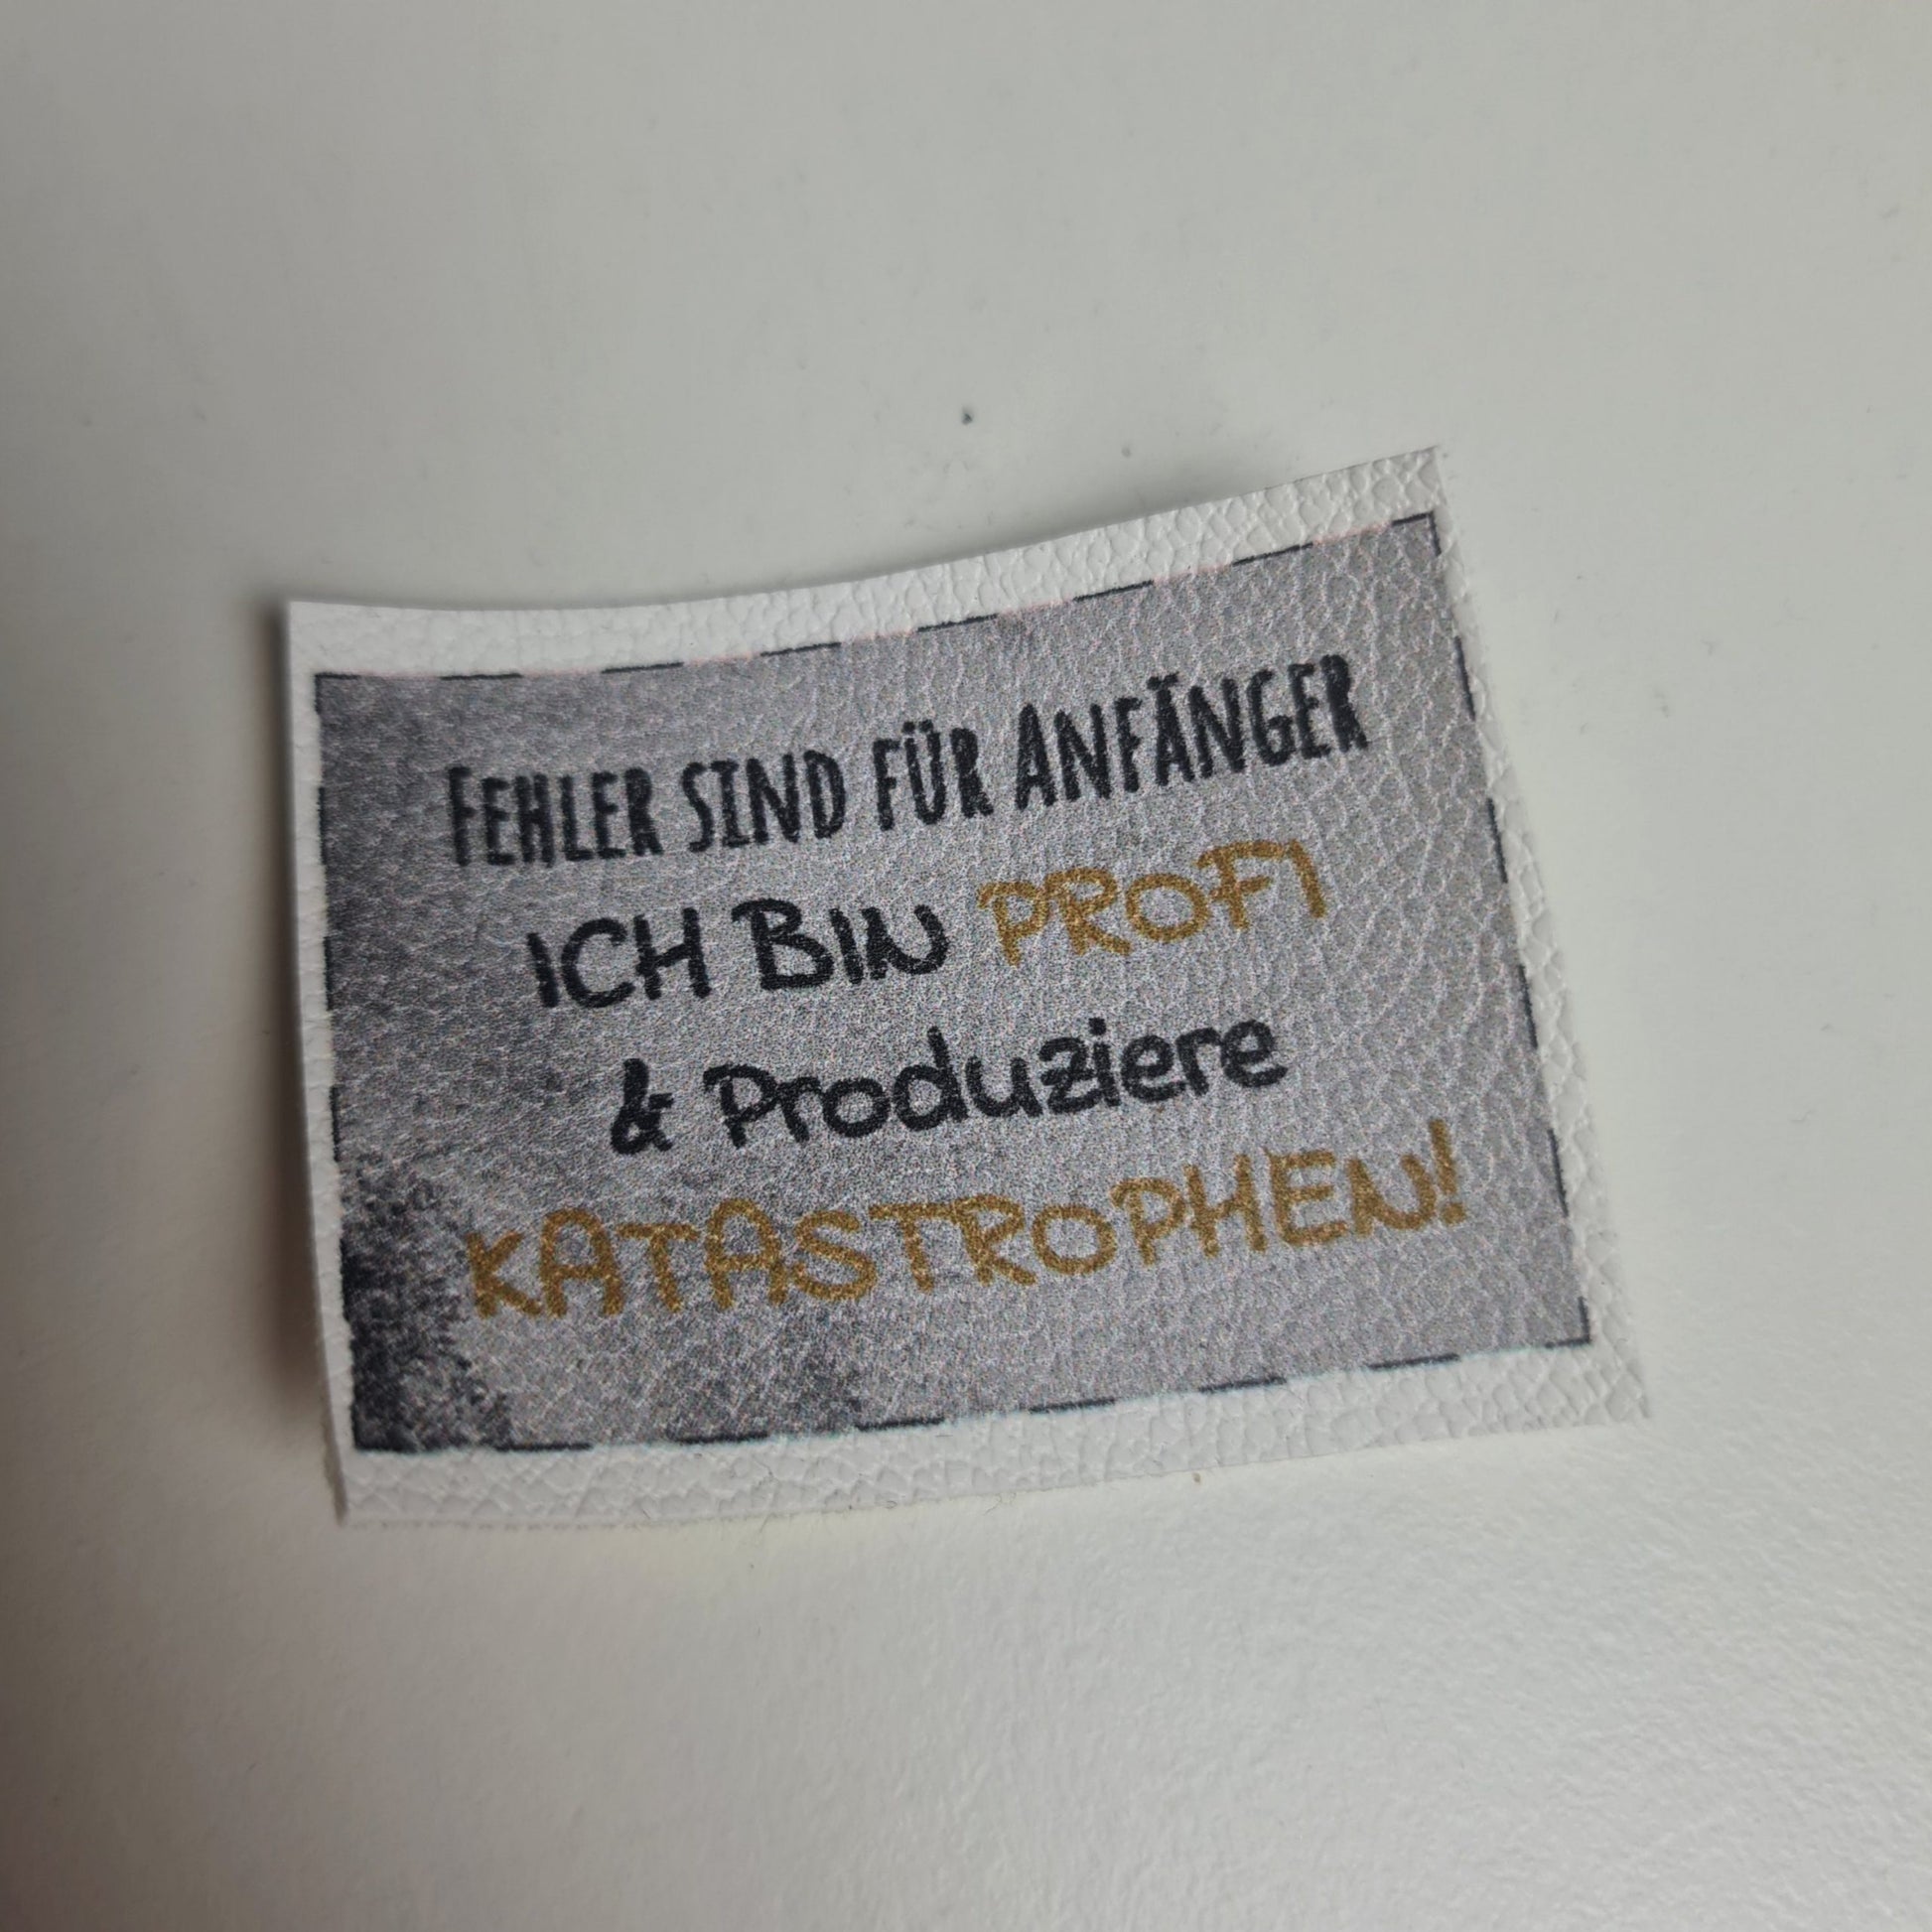 FEHLER SIND FÜR ANFÄNGER
ICH BIN PROFI
& Produziere
KATASTROPHEN!